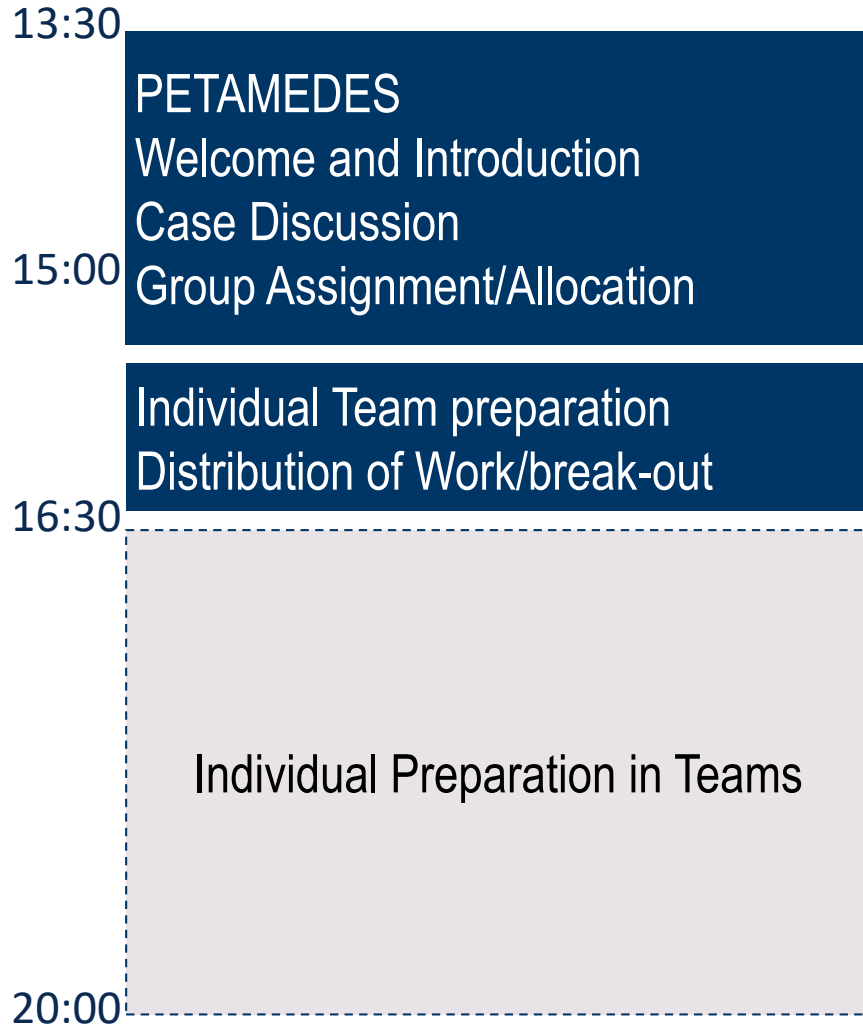 13:30
PETAMEDES
Welcome and Introduction
Case Discussion
15:00
Group Assignment/Allocation
Individual Team preparation
Distribution of Work/break-out
16:30
Individual Preparation in Teams
20:00